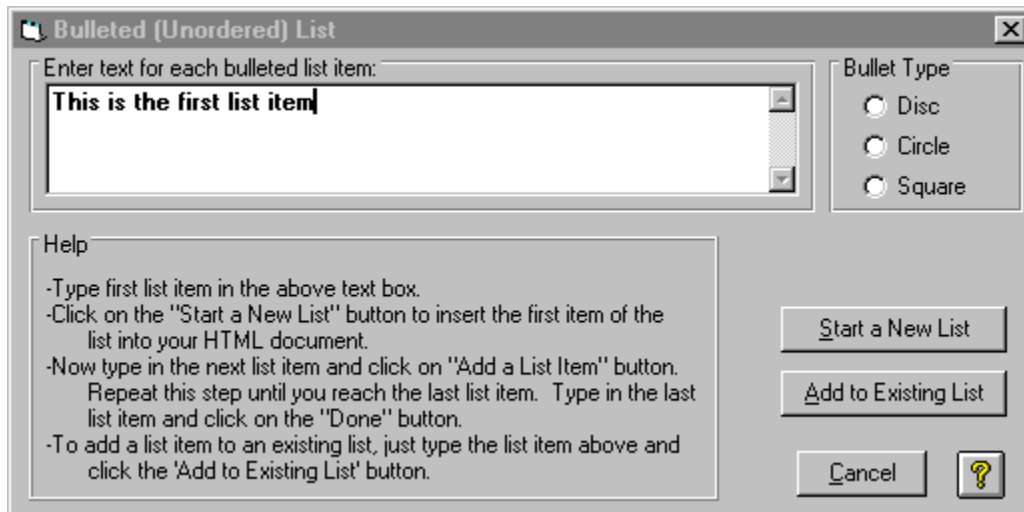 Bulleted (Unordered) List
Enter text for each bulleted list item:
This is the first list item
Bullet Type
Disc
Circle
Square
Help
-Type first list item in the above text box.
-Click on the "Start a New List" button to insert the first item of the
list into your HTML document.
-Now type in the next list item and click on "Add a List Item" button.
Repeat this step until you reach the last list item.  Type in the last
list item and click on the "Done" button.
-To add a list item to an existing list, just type the list item above and
click the 'Add to Existing List' button.
Start a New List
Add to Existing List
Cancel
?